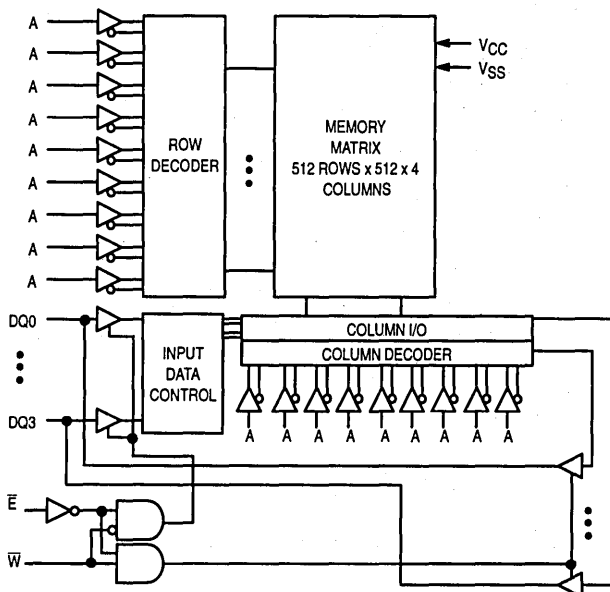 A
A
A
A
A
A
A
A
A
ROW
DECODER
MEMORY
MATRIX
512 ROWS x 512 x 4
COLUMNS
VCC
VSS
DQ0
DQ3
INPUT
DATA
CONTROL
COLUMN I/O
COLUMN DECODER
A A A A A A A A A
E̅
W̅